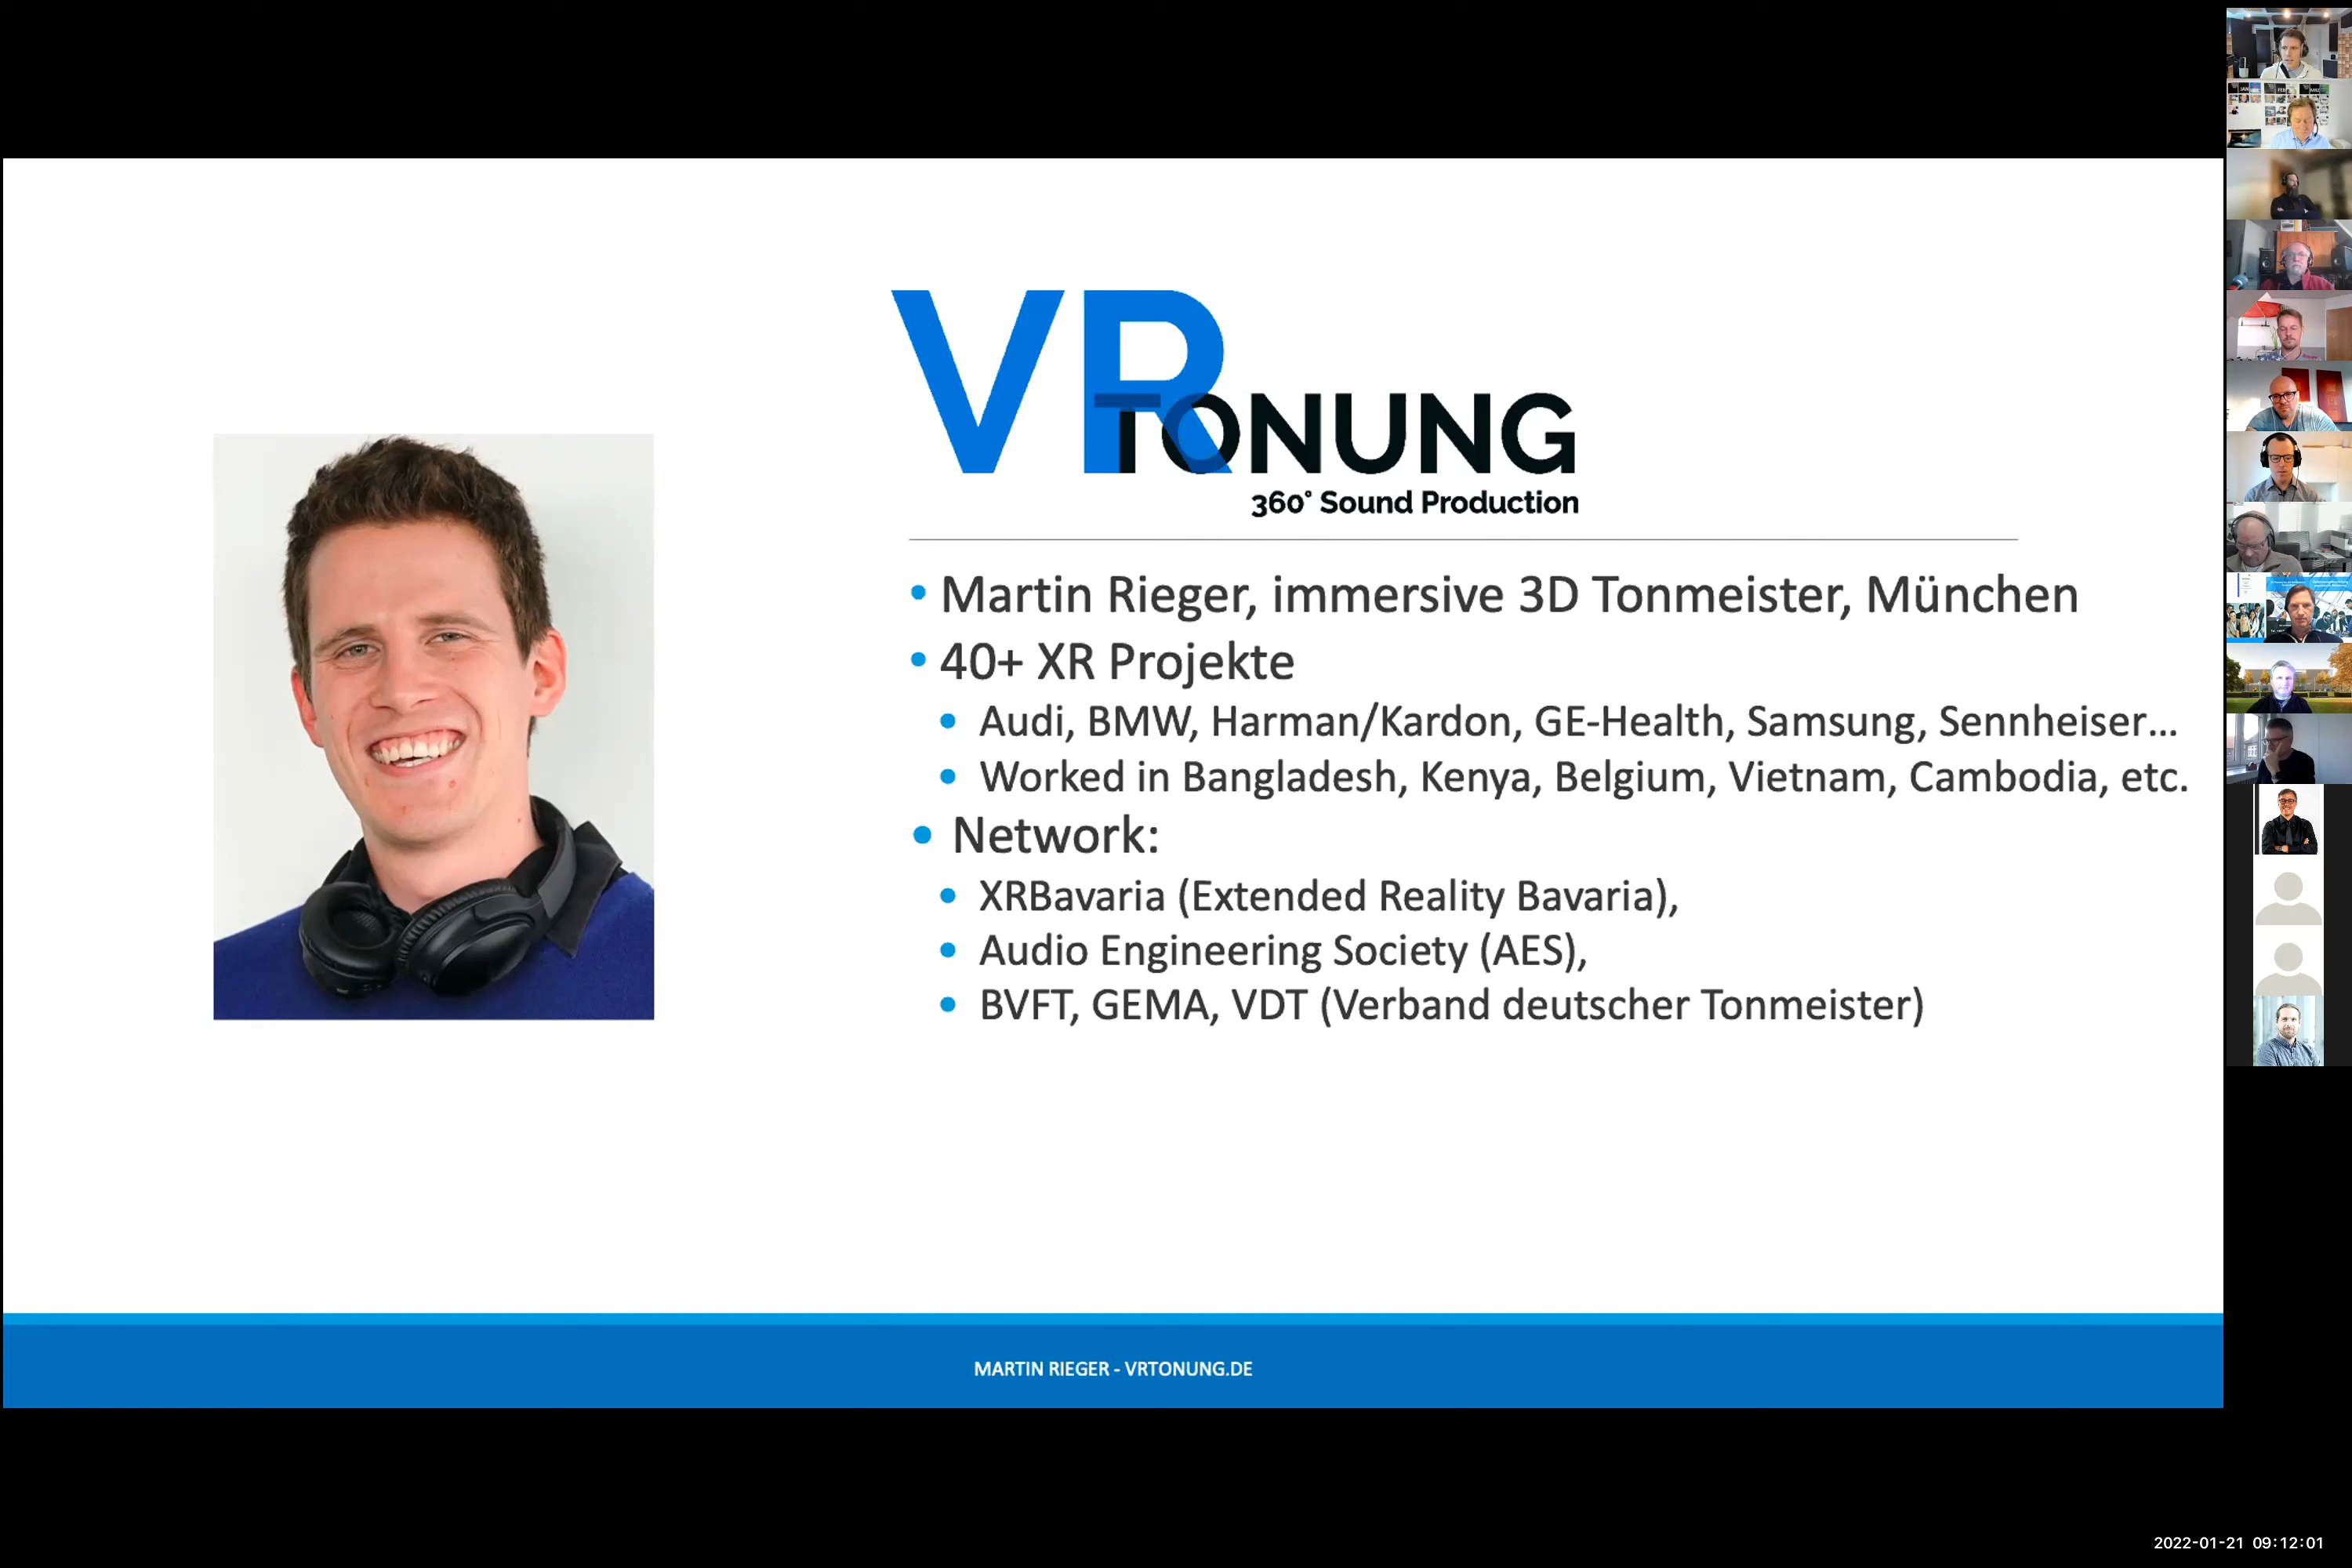 VRTONUNG
360° Sound Production
• Martin Rieger, immersive 3D Tonmeister, München
• 40+ XR Projekte
• Audi, BMW, Harman/Kardon, GE-Health, Samsung, Sennheiser...
• Worked in Bangladesh, Kenya, Belgium, Vietnam, Cambodia, etc.
• Network:
• XRBavaria (Extended Reality Bavaria),
• Audio Engineering Society (AES),
• BVFT, GEMA, VDT (Verband deutscher Tonmeister)
MARTIN RIEGER - VRTONUNG.DE
2022-01-21 09:12:01